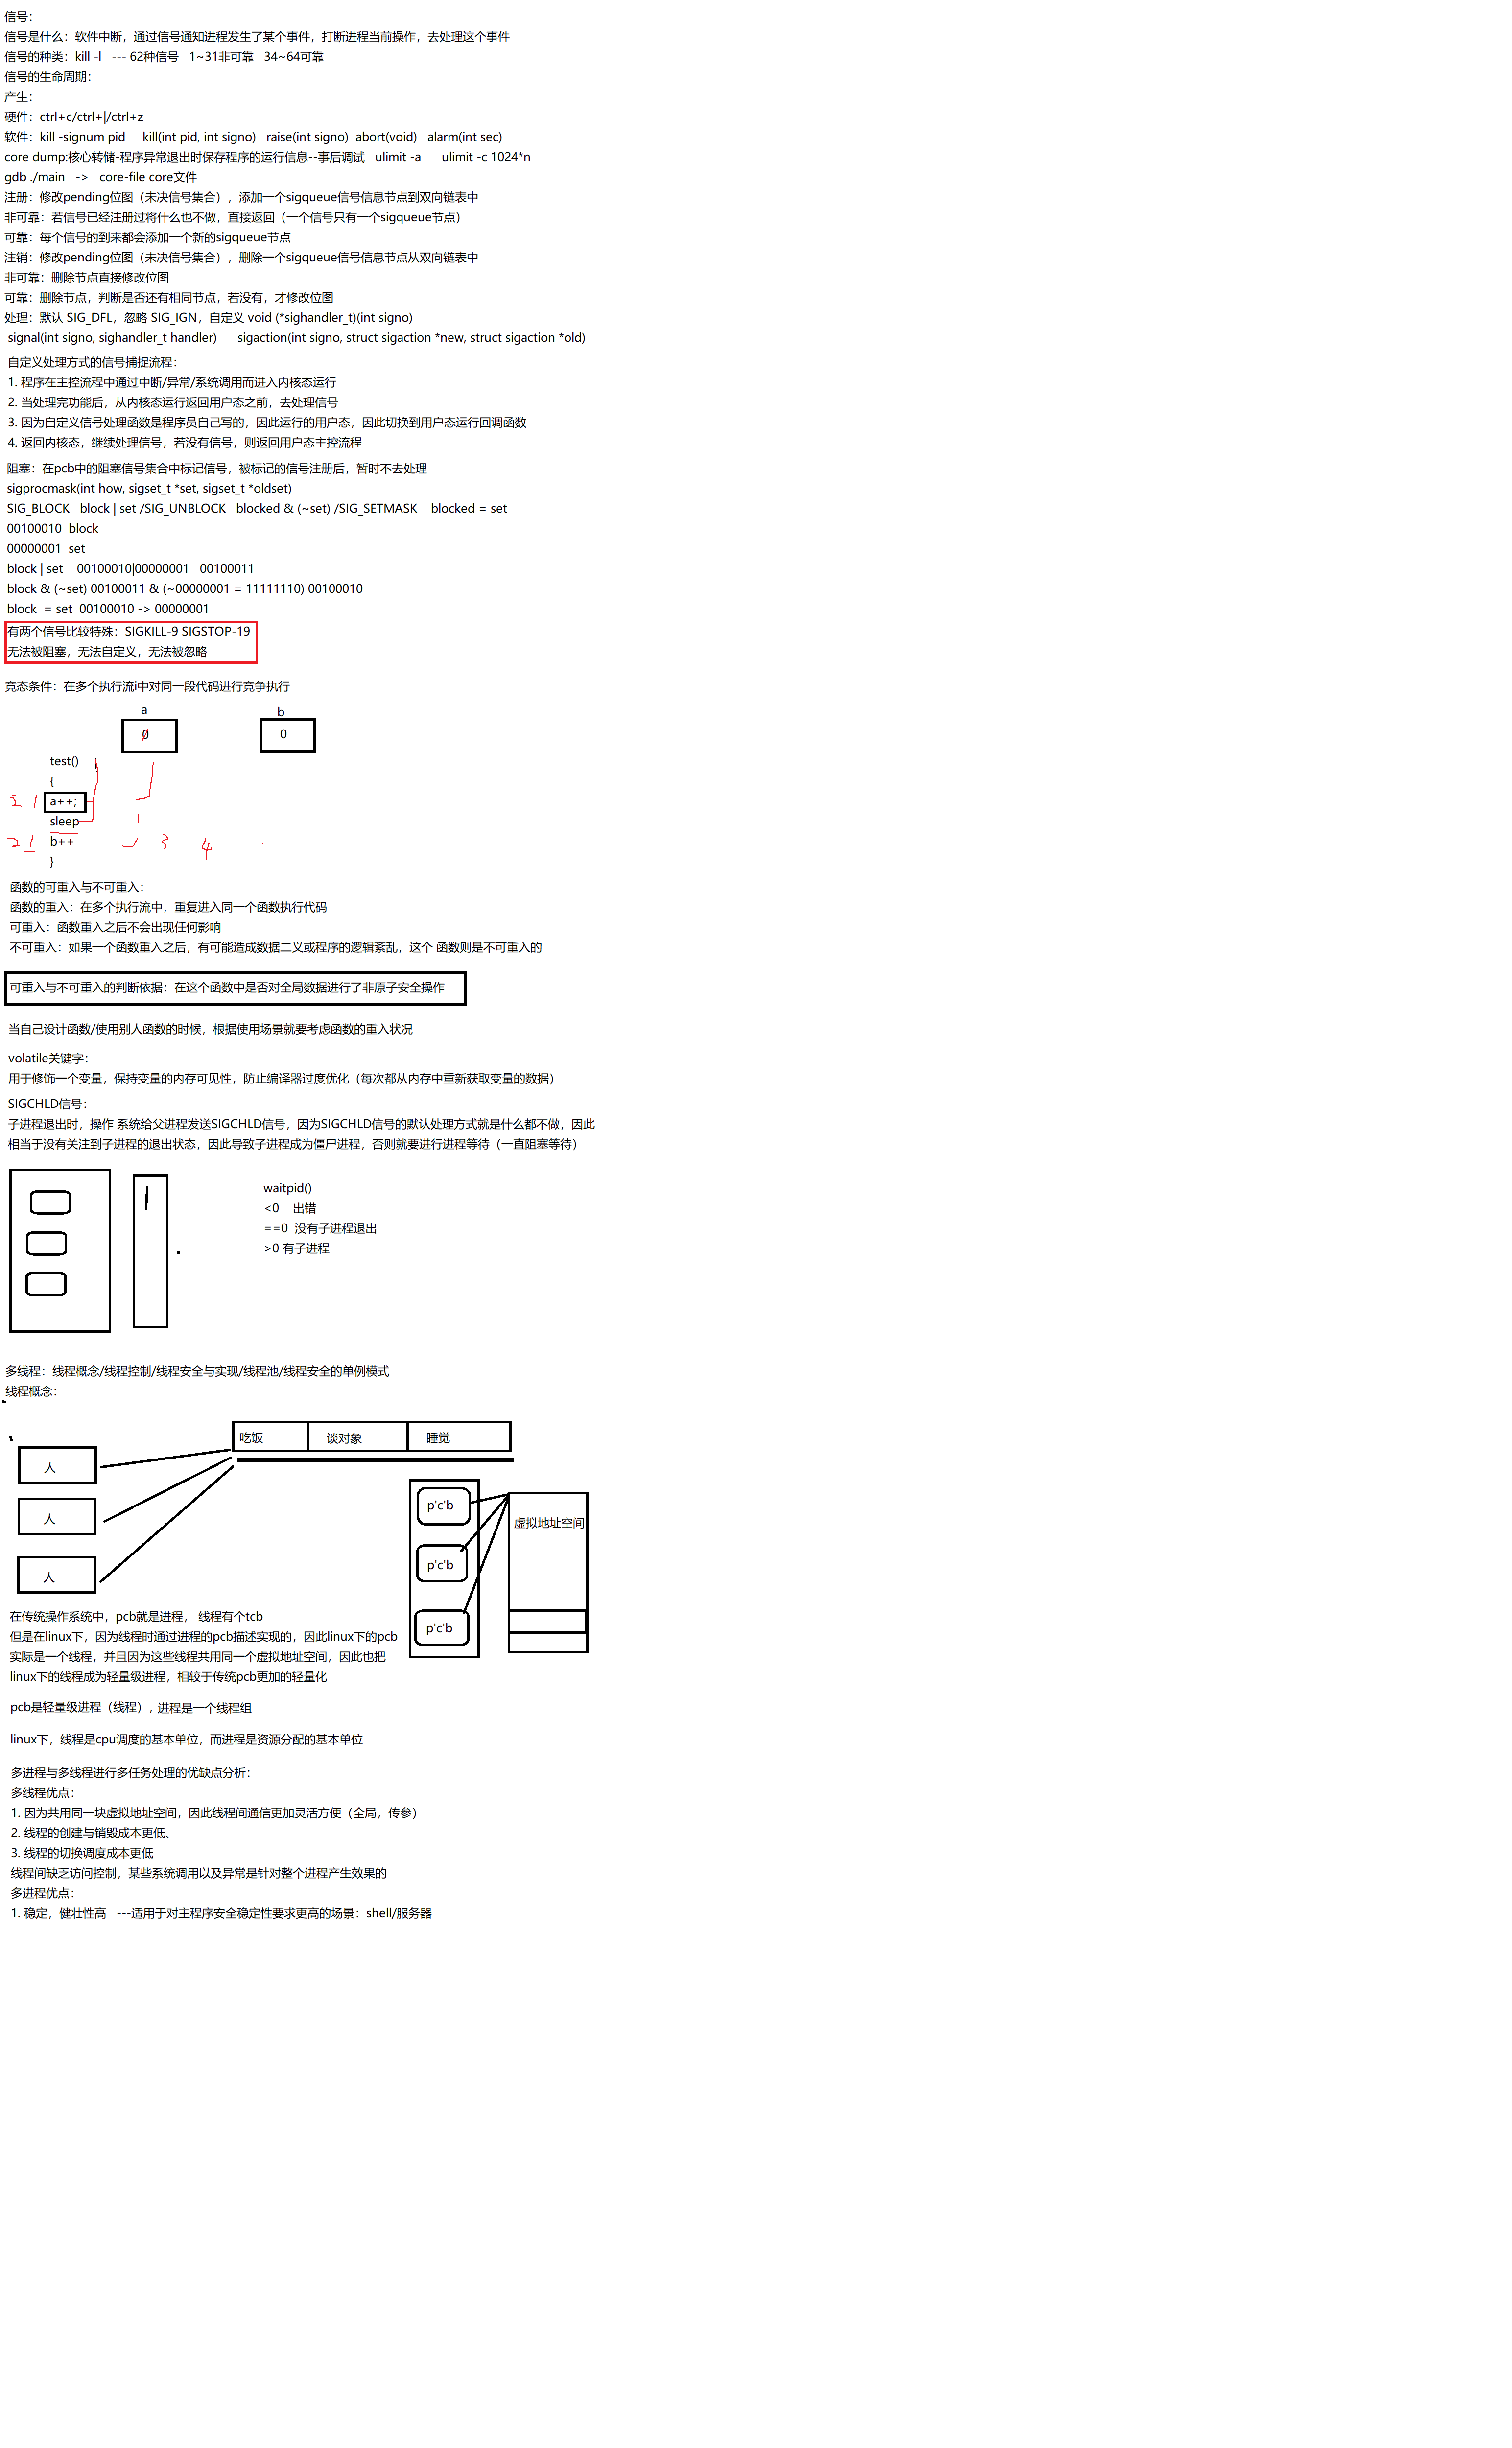 信号：
信号是什么：软件中断，通过信号通知进程发生了某个事件，打断进程当前操作，去处理这个事件
信号的种类：kill -l   --- 62种信号   1~31非可靠   34~64可靠
信号的生命周期：
产生：
硬件：ctrl+c/ctrl+|/ctrl+z
软件：kill -signum pid     kill(int pid, int signo)   raise(int signo)  abort(void)   alarm(int sec)
core dump:核心转储-程序异常退出时保存程序的运行信息--事后调试   ulimit -a      ulimit -c 1024*n
gdb ./main   ->   core-file core文件
注册：修改pending位图（未决信号集合），添加一个sigqueue信号信息节点到双向链表中
非可靠：若信号已经注册过将什么也不做，直接返回（一个信号只有一个sigqueue节点）
可靠：每个信号的到来都会添加一个新的sigqueue节点
注销：修改pending位图（未决信号集合），删除一个sigqueue信号信息节点从双向链表中
非可靠：删除节点直接修改位图
可靠：删除节点，判断是否还有相同节点，若没有，才修改位图
处理：默认 SIG_DFL，忽略 SIG_IGN，自定义 void (*sighandler_t)(int signo)
signal(int signo, sighandler_t handler)      sigaction(int signo, struct sigaction *new, struct sigaction *old)
自定义处理方式的信号捕捉流程：
1. 程序在主控流程中通过中断/异常/系统调用而进入内核态运行
2. 当处理完功能后，从内核态运行返回用户态之前，去处理信号
3. 因为自定义信号处理函数是程序员自己写的，因此运行的用户态，因此切换到用户态运行回调函数
4. 返回内核态，继续处理信号，若没有信号，则返回用户态主控流程
阻塞：在pcb中的阻塞信号集合中标记信号，被标记的信号注册后，暂时不去处理
sigprocmask(int how, sigset_t *set, sigset_t *oldset)
SIG_BLOCK   block | set /SIG_UNBLOCK   blocked & (~set) /SIG_SETMASK    blocked = set
00100010  block
00000001  set
block | set    00100010|00000001   00100011
block & (~set) 00100011 & (~00000001 = 11111110) 00100010
block  = set  00100010 -> 00000001
有两个信号比较特殊：SIGKILL-9 SIGSTOP-19
无法被阻塞，无法自定义，无法被忽略
竞态条件：在多个执行流i中对同一段代码进行竞争执行
a b
0 0
test()
{
2 1 a++;
sleep 1
2 1 b++ 3 4
}
函数的可重入与不可重入：
函数的重入：在多个执行流中，重复进入同一个函数执行代码
可重入：函数重入之后不会出现任何影响
不可重入：如果一个函数重入之后，有可能造成数据二义或程序的逻辑紊乱，这个 函数则是不可重入的
可重入与不可重入的判断依据：在这个函数中是否对全局数据进行了非原子安全操作
当自己设计函数/使用别人函数的时候，根据使用场景就要考虑函数的重入状况
volatile关键字：
用于修饰一个变量，保持变量的内存可见性，防止编译器过度优化（每次都从内存中重新获取变量的数据）
SIGCHLD信号：
子进程退出时，操作 系统给父进程发送SIGCHLD信号，因为SIGCHLD信号的默认处理方式就是什么都不做，因此
相当于没有关注到子进程的退出状态，因此导致子进程成为僵尸进程，否则就要进行进程等待（一直阻塞等待）
waitpid()
<0    出错
==0  没有子进程退出
>0 有子进程
多线程：线程概念/线程控制/线程安全与实现/线程池/线程安全的单例模式
线程概念：
吃饭 谈对象 睡觉
人
人
人
p'c'b
虚拟地址空间
p'c'b
p'c'b
在传统操作系统中，pcb就是进程， 线程有个tcb
但是在linux下，因为线程时通过进程的pcb描述实现的，因此linux下的pcb
实际是一个线程，并且因为这些线程共用同一个虚拟地址空间，因此也把
linux下的线程成为轻量级进程，相较于传统pcb更加的轻量化
pcb是轻量级进程（线程）, 进程是一个线程组
linux下，线程是cpu调度的基本单位，而进程是资源分配的基本单位
多进程与多线程进行多任务处理的优缺点分析：
多线程优点：
1. 因为共用同一块虚拟地址空间，因此线程间通信更加灵活方便（全局，传参）
2. 线程的创建与销毁成本更低、
3. 线程的切换调度成本更低
线程间缺乏访问控制，某些系统调用以及异常是针对整个进程产生效果的
多进程优点：
1. 稳定，健壮性高   ---适用于对主程序安全稳定性要求更高的场景：shell/服务器